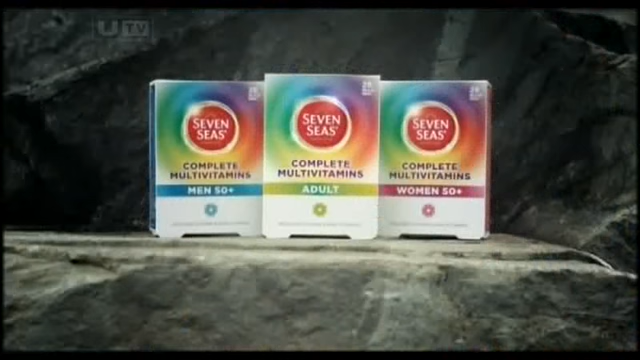 UTV
SEVEN
SEAS
COMPLETE
MULTIVITAMINS
MEN 50+
SEVEN
SEAS
COMPLETE
MULTIVITAMINS
ADULT
SEVEN
SEAS
COMPLETE
MULTIVITAMINS
WOMEN 50+